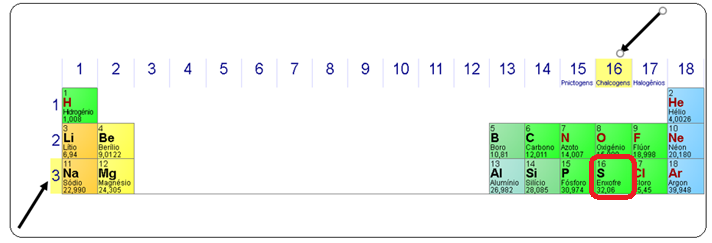 1 2 3 4 5 6 7 8 9 10 11 12 13 14 15 16 17 18
Pnictogens Chalcogens Halogênios
1
1 2
H He
Hidrogénio Hélio
1,008 4,0026
2
3 4 5 6 7 8 9 10
Li Be B C N O F Ne
Lítio Berílio Boro Carbono Azoto Oxigénio Flúor Néon
6,94 9,0122 10,81 12,011 14,007 18,998 20,180
3
11 12 13 14 15 16 17 18
Na Mg Al Si P S Cl Ar
Sódio Magnésio Alumínio Silício Fósforo Enxofre Cloro Argon
22,990 24,305 26,982 28,085 30,974 32,06 39,948